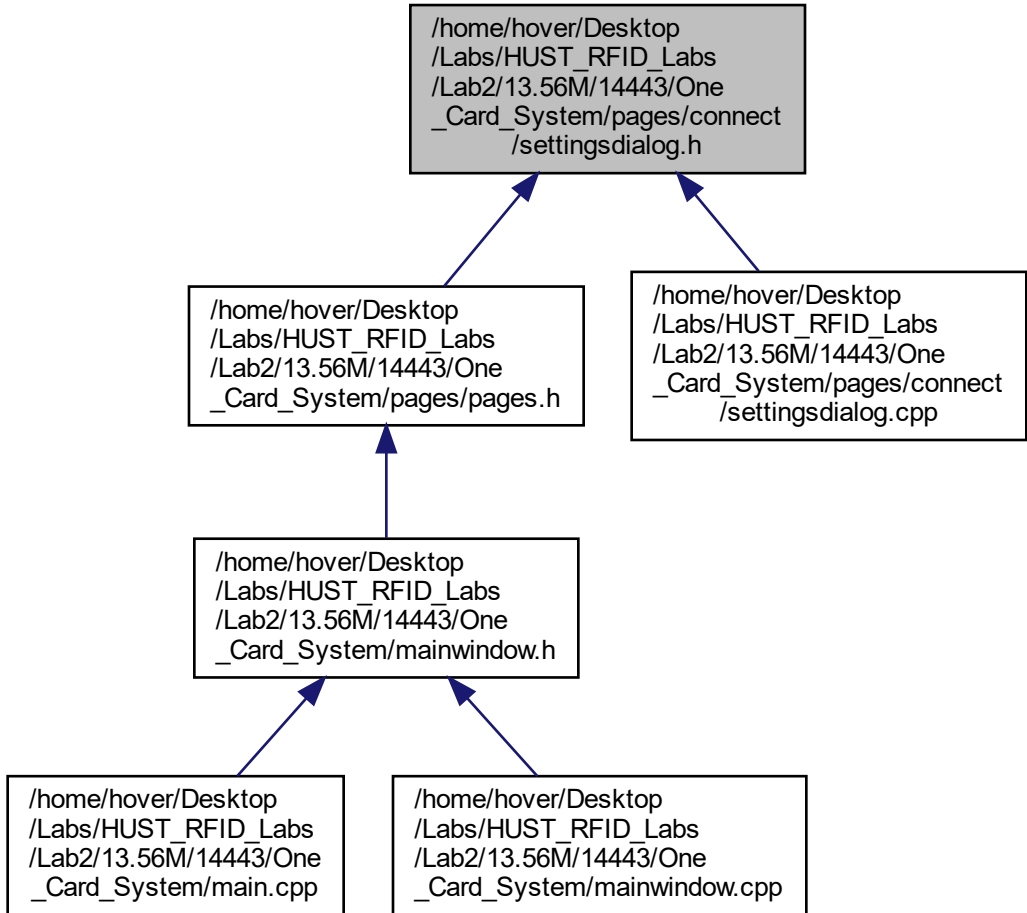 /home/hover/Desktop
/Labs/HUST_RFID_Labs
/Lab2/13.56M/14443/One
_Card_System/pages/connect
/settingsdialog.h
/home/hover/Desktop
/Labs/HUST_RFID_Labs
/Lab2/13.56M/14443/One
_Card_System/pages/pages.h
/home/hover/Desktop
/Labs/HUST_RFID_Labs
/Lab2/13.56M/14443/One
_Card_System/pages/connect
/settingsdialog.cpp
/home/hover/Desktop
/Labs/HUST_RFID_Labs
/Lab2/13.56M/14443/One
_Card_System/mainwindow.h
/home/hover/Desktop
/Labs/HUST_RFID_Labs
/Lab2/13.56M/14443/One
_Card_System/main.cpp
/home/hover/Desktop
/Labs/HUST_RFID_Labs
/Lab2/13.56M/14443/One
_Card_System/mainwindow.cpp